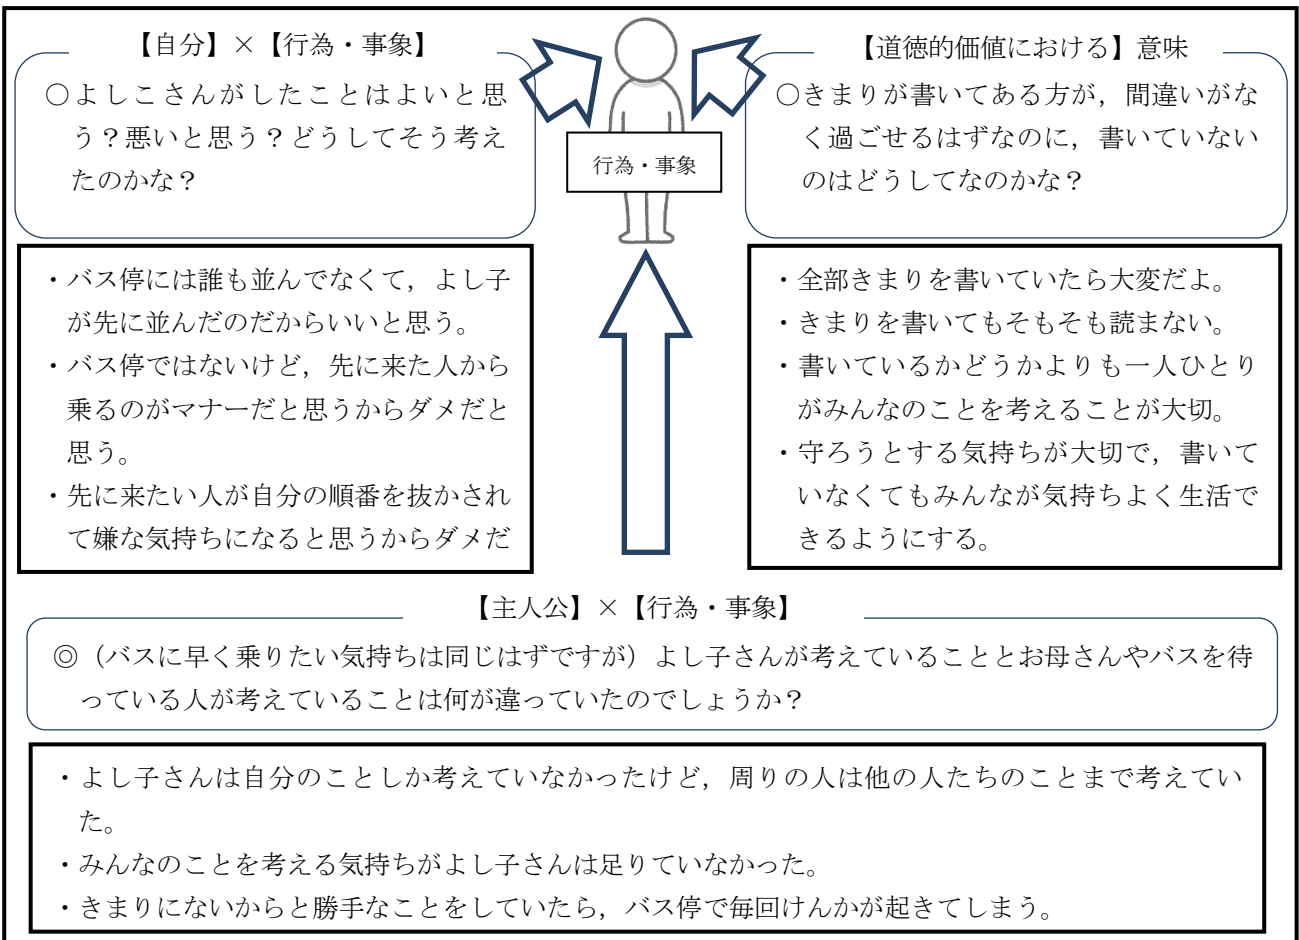 【自分】×【行為・事象】
○よしこさんがしたことはよいと思
う？悪いと思う？どうしてそう考え
たのかな？
行為・事象
【道徳的価値における】意味
○きまりが書いてある方が，間違いがな
く過ごせるはずなのに，書いていない
のはどうしてなのかな？
・バス停には誰も並んでなくて，よし子
が先に並んだのだからいいと思う。
・バス停ではないけど，先に来た人から
乗るのがマナーだと思うからダメだと
思う。
・先に来たい人が自分の順番を抜かされ
て嫌な気持ちになると思うからダメだ
・全部きまりを書いていたら大変だよ。
・きまりを書いてもそもそも読まない。
・書いているかどうかよりも一人ひとり
がみんなのことを考えることが大切。
・守ろうとする気持ちが大切で，書いて
いなくてもみんなが気持ちよく生活で
きるようにする。
【主人公】×【行為・事象】
◎（バスに早く乗りたい気持ちは同じはずですが）よし子さんが考えていることとお母さんやバスを待
っている人が考えていることは何が違っていたのでしょうか？
・よし子さんは自分のことしか考えていなかったけど，周りの人は他の人たちのことまで考えてい
た。
・みんなのことを考える気持ちがよし子さんは足りていなかった。
・きまりにないからと勝手なことをしていたら，バス停で毎回けんかが起きてしまう。